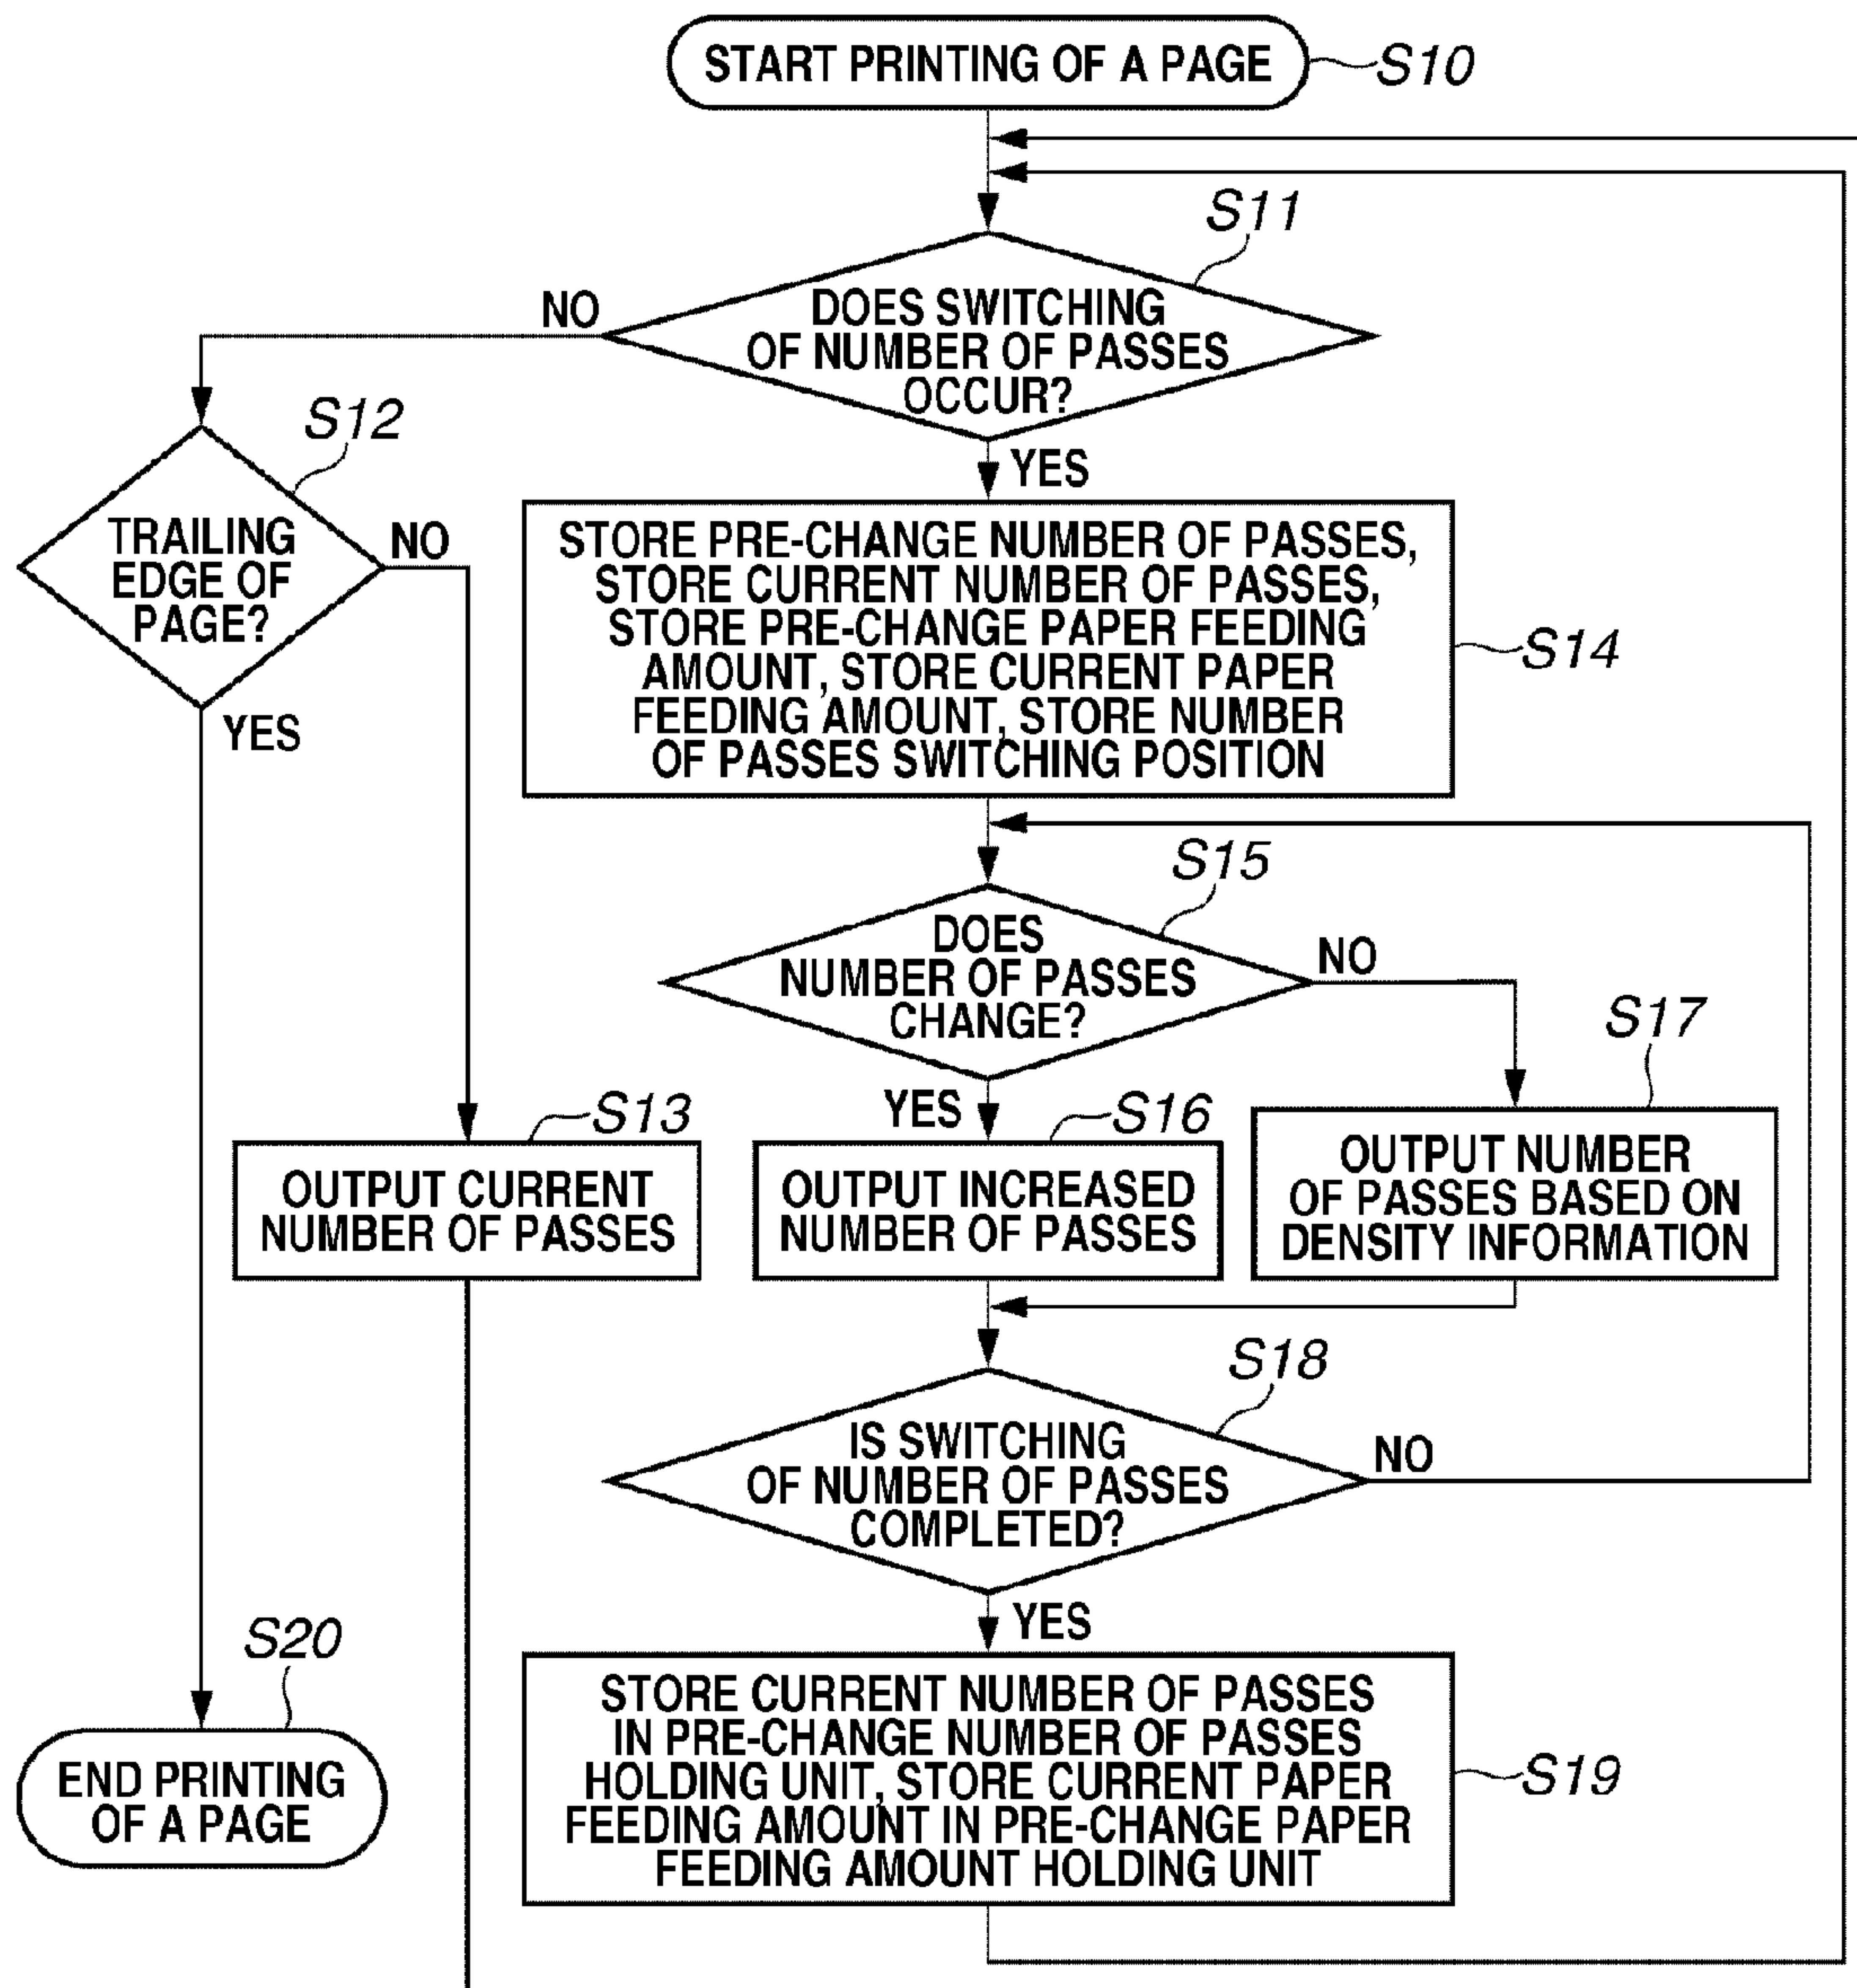 START PRINTING OF A PAGE
S10
S11
NO
DOES SWITCHING
OF NUMBER OF PASSES
OCCUR?
S12
YES
TRAILING
EDGE OF
PAGE?
NO
YES
STORE PRE-CHANGE NUMBER OF PASSES,
STORE CURRENT NUMBER OF PASSES,
STORE PRE-CHANGE PAPER FEEDING
AMOUNT, STORE CURRENT PAPER
FEEDING AMOUNT, STORE NUMBER
OF PASSES SWITCHING POSITION
S14
S15
DOES
NUMBER OF PASSES
CHANGE?
NO
S17
YES
S13
S16
OUTPUT CURRENT
NUMBER OF PASSES
OUTPUT INCREASED
NUMBER OF PASSES
OUTPUT NUMBER
OF PASSES BASED ON
DENSITY INFORMATION
S18
IS SWITCHING
OF NUMBER OF PASSES
COMPLETED?
NO
YES
S20
END PRINTING
OF A PAGE
STORE CURRENT NUMBER OF PASSES
IN PRE-CHANGE NUMBER OF PASSES
HOLDING UNIT, STORE CURRENT PAPER
FEEDING AMOUNT IN PRE-CHANGE PAPER
FEEDING AMOUNT HOLDING UNIT
S19